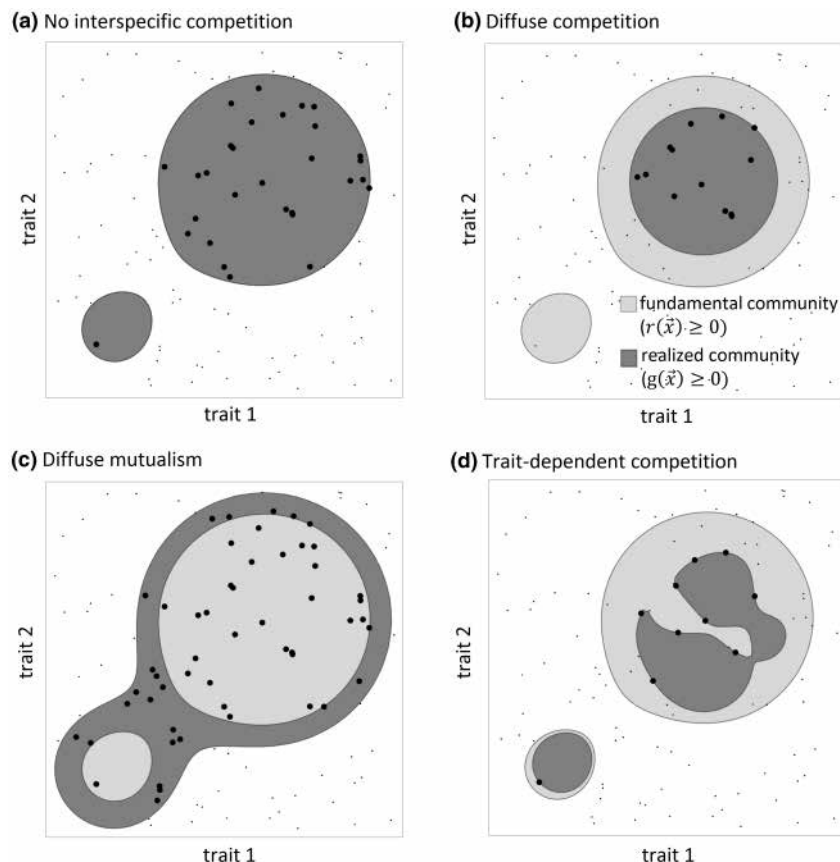 (a) No interspecific competition
trait 2
trait 1
(b) Diffuse competition
trait 2
fundamental community
(r(x⃗) ≥ 0)
realized community
(g(x⃗) ≥ 0)
trait 1
(c) Diffuse mutualism
trait 2
trait 1
(d) Trait-dependent competition
trait 2
trait 1